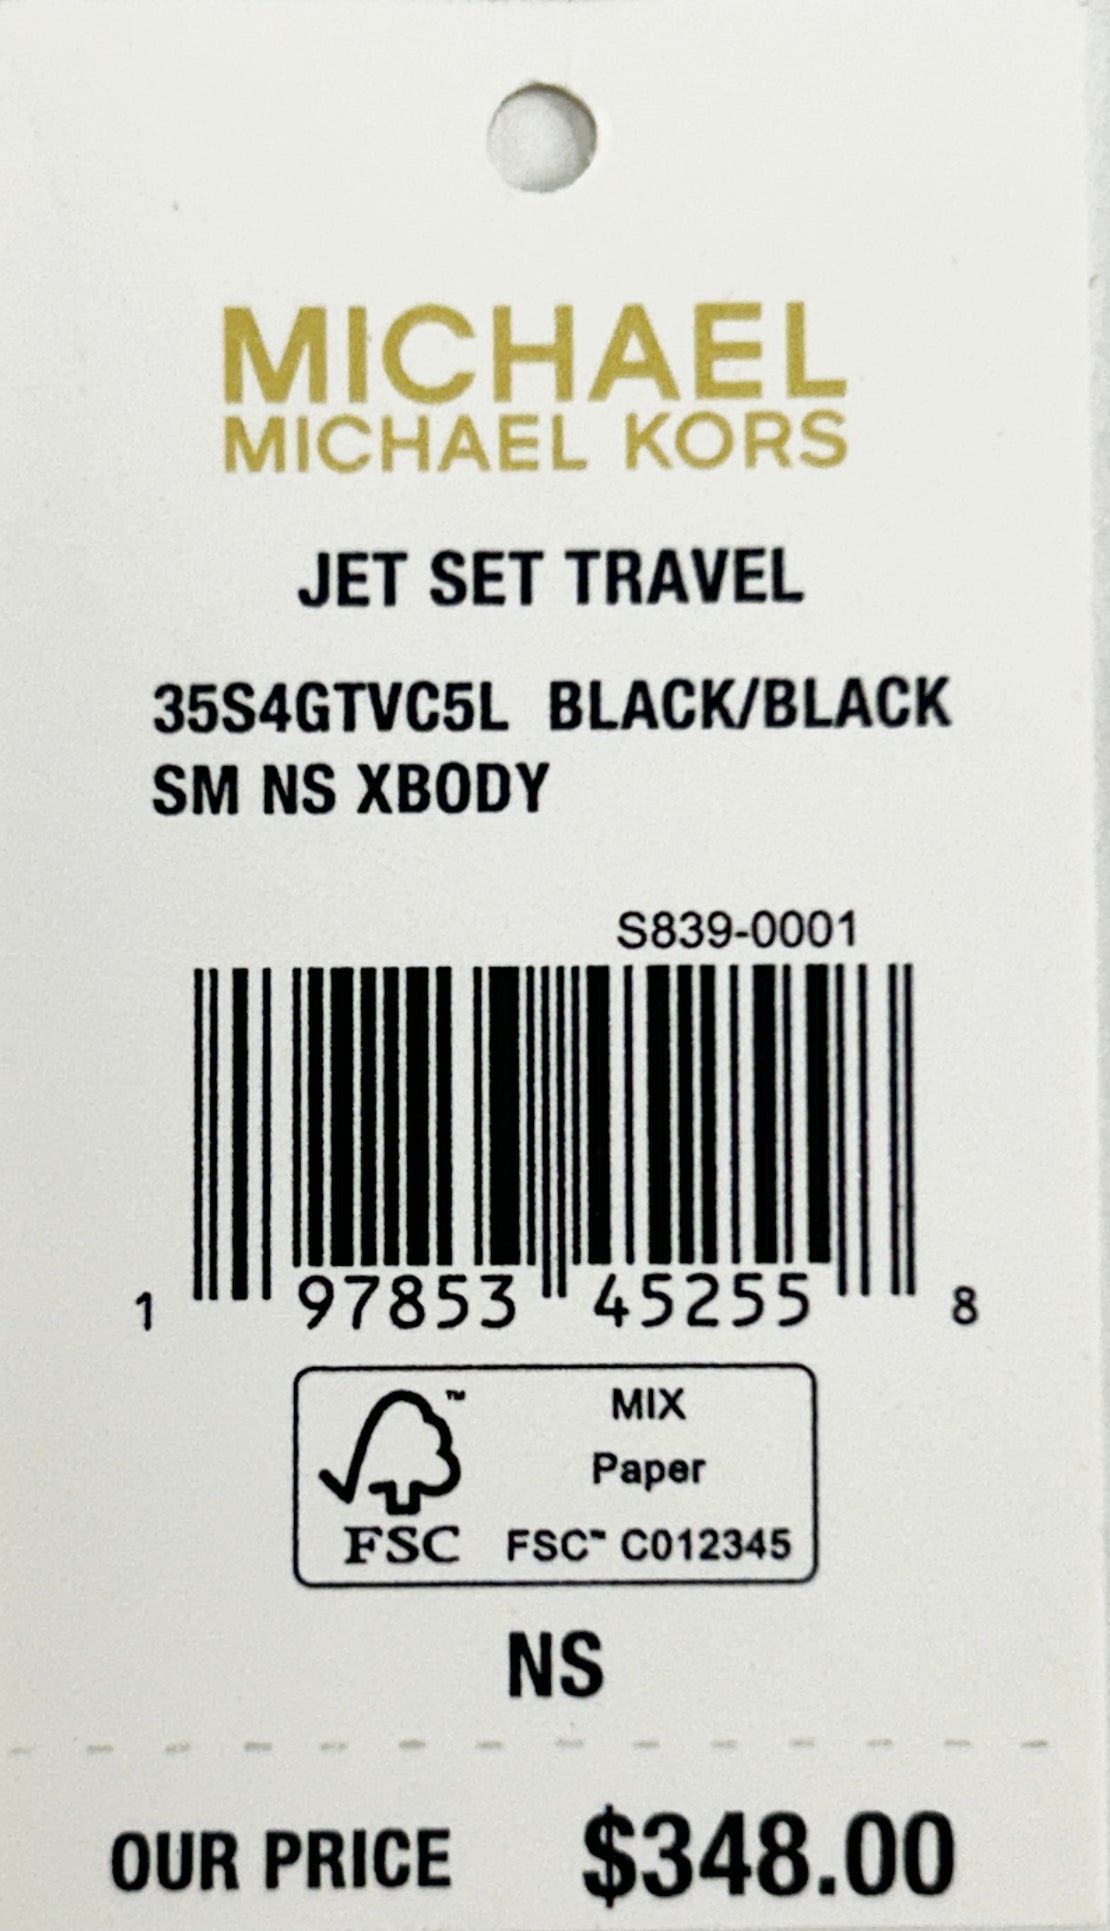 MICHAEL
MICHAEL KORS
JET SET TRAVEL
35S4GTVC5L BLACK/BLACK
SM NS XBODY
S839-0001
1 97853 45255 8
MIX
Paper
FSC FSC™ C012345
NS
OUR PRICE $348.00